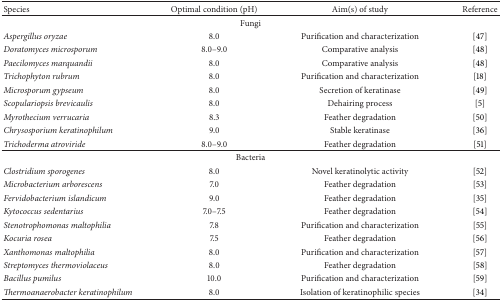 Species Optimal condition (pH) Aim(s) of study Reference
Fungi
Aspergillus oryzae 8.0 Purification and characterization [47]
Doratomyces microsporum 8.0–9.0 Comparative analysis [48]
Paecilomyces marquandii 8.0 Comparative analysis [48]
Trichophyton rubrum 8.0 Purification and characterization [18]
Microsporum gypseum 8.0 Secretion of keratinase [49]
Scopulariopsis brevicaulis 8.0 Dehairing process [5]
Myrothecium verrucaria 8.3 Feather degradation [50]
Chrysosporium keratinophilum 9.0 Stable keratinase [36]
Trichoderma atroviride 8.0–9.0 Feather degradation [51]
Bacteria
Clostridium sporogenes 8.0 Novel keratinolytic activity [52]
Microbacterium arborescens 7.0 Feather degradation [53]
Fervidobacterium islandicum 9.0 Feather degradation [35]
Kytococcus sedentarius 7.0–7.5 Feather degradation [54]
Stenotrophomonas maltophilia 7.8 Purification and characterization [55]
Kocuria rosea 7.5 Feather degradation [56]
Xanthomonas maltophilia 8.0 Purification and characterization [57]
Streptomyces thermoviolaceus 8.0 Feather degradation [58]
Bacillus pumilus 10.0 Purification and characterization [59]
Thermoanaerobacter keratinophilum 8.0 Isolation of keratinophilic species [34]